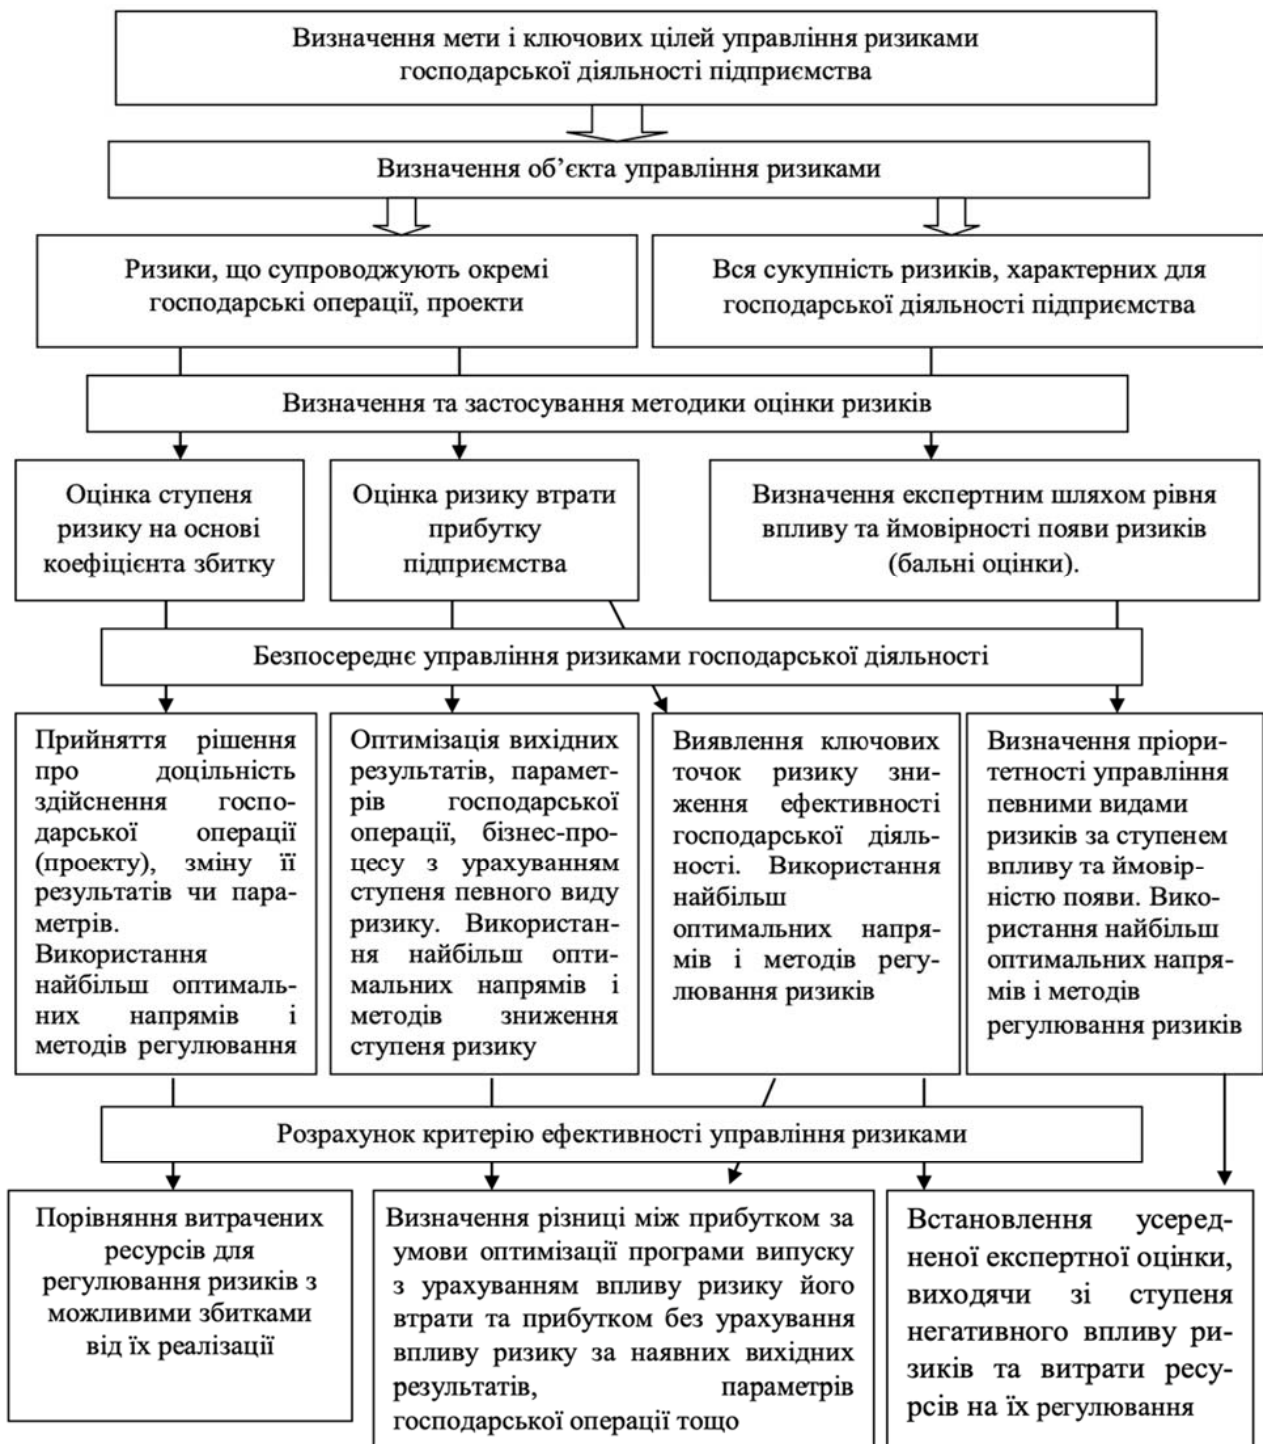 Визначення мети і ключових цілей управління ризиками
господарської діяльності підприємства
Визначення об’єкта управління ризиками
Ризики, що супроводжують окремі
господарські операції, проекти
Вся сукупність ризиків, характерних для
господарської діяльності підприємства
Визначення та застосування методики оцінки ризиків
Оцінка ступеня
ризику на основі
коефіцієнта збитку
Оцінка ризику втрати
прибутку
підприємства
Визначення експертним шляхом рівня
впливу та ймовірності появи ризиків
(бальні оцінки).
Безпосереднє управління ризиками господарської діяльності
Прийняття рішення
про доцільність
здійснення госпо-
дарської операції
(проекту), зміну її
результатів чи пара-
метрів.
Використання
найбільш оптималь-
них напрямів і
методів регулювання
Оптимізація вихідних
результатів, парамет-
рів господарської
операції, бізнес-про-
цесу з урахуванням
ступеня певного виду
ризику. Використан-
ня найбільш опти-
мальних напрямів і
методів зниження
ступеня ризику
Виявлення ключових
точок ризику зни-
ження ефективності
господарської діяль-
ності. Використання
найбільш
оптимальних напря-
мів і методів регу-
лювання ризиків
Визначення пріори-
тетності управління
певними видами
ризиків за ступенем
впливу та ймовір-
ністю появи. Вико-
ристання найбільш
оптимальних напря-
мів і методів
регулювання ризиків
Розрахунок критерію ефективності управління ризиками
Порівняння витрачених
ресурсів для
регулювання ризиків з
можливими збитками
від їх реалізації
Визначення різниці між прибутком за
умови оптимізації програми випуску
з урахуванням впливу ризику його
втрати та прибутком без урахування
впливу ризику за наявних вихідних
результатів, параметрів
господарської операції тощо
Встановлення усеред-
неної експертної оцінки,
виходячи зі ступеня
негативного впливу ри-
зиків та витрати ресу-
рсів на їх регулювання